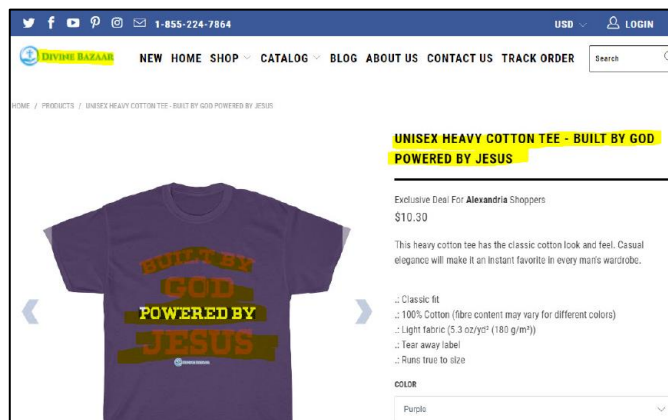 1-855-224-7864
USD
LOGIN
DIVINE BAZAAR
NEW HOME SHOP CATALOG BLOG ABOUT US CONTACT US TRACK ORDER
Search
HOME / PRODUCTS / UNISEX HEAVY COTTON TEE - BUILT BY GOD POWERED BY JESUS
UNISEX HEAVY COTTON TEE - BUILT BY GOD
POWERED BY JESUS
Exclusive Deal For Alexandria Shoppers
$10.30
This heavy cotton tee has the classic cotton look and feel. Casual
elegance will make it an instant favorite in every man's wardrobe.
.: Classic fit
.: 100% Cotton (fibre content may vary for different colors)
.: Light fabric (5.3 oz/yd² (180 g/m²))
.: Tear away label
.: Runs true to size
COLOR
Purple
BUILT BY
GOD
POWERED BY
JESUS
DIVINE BAZAAR